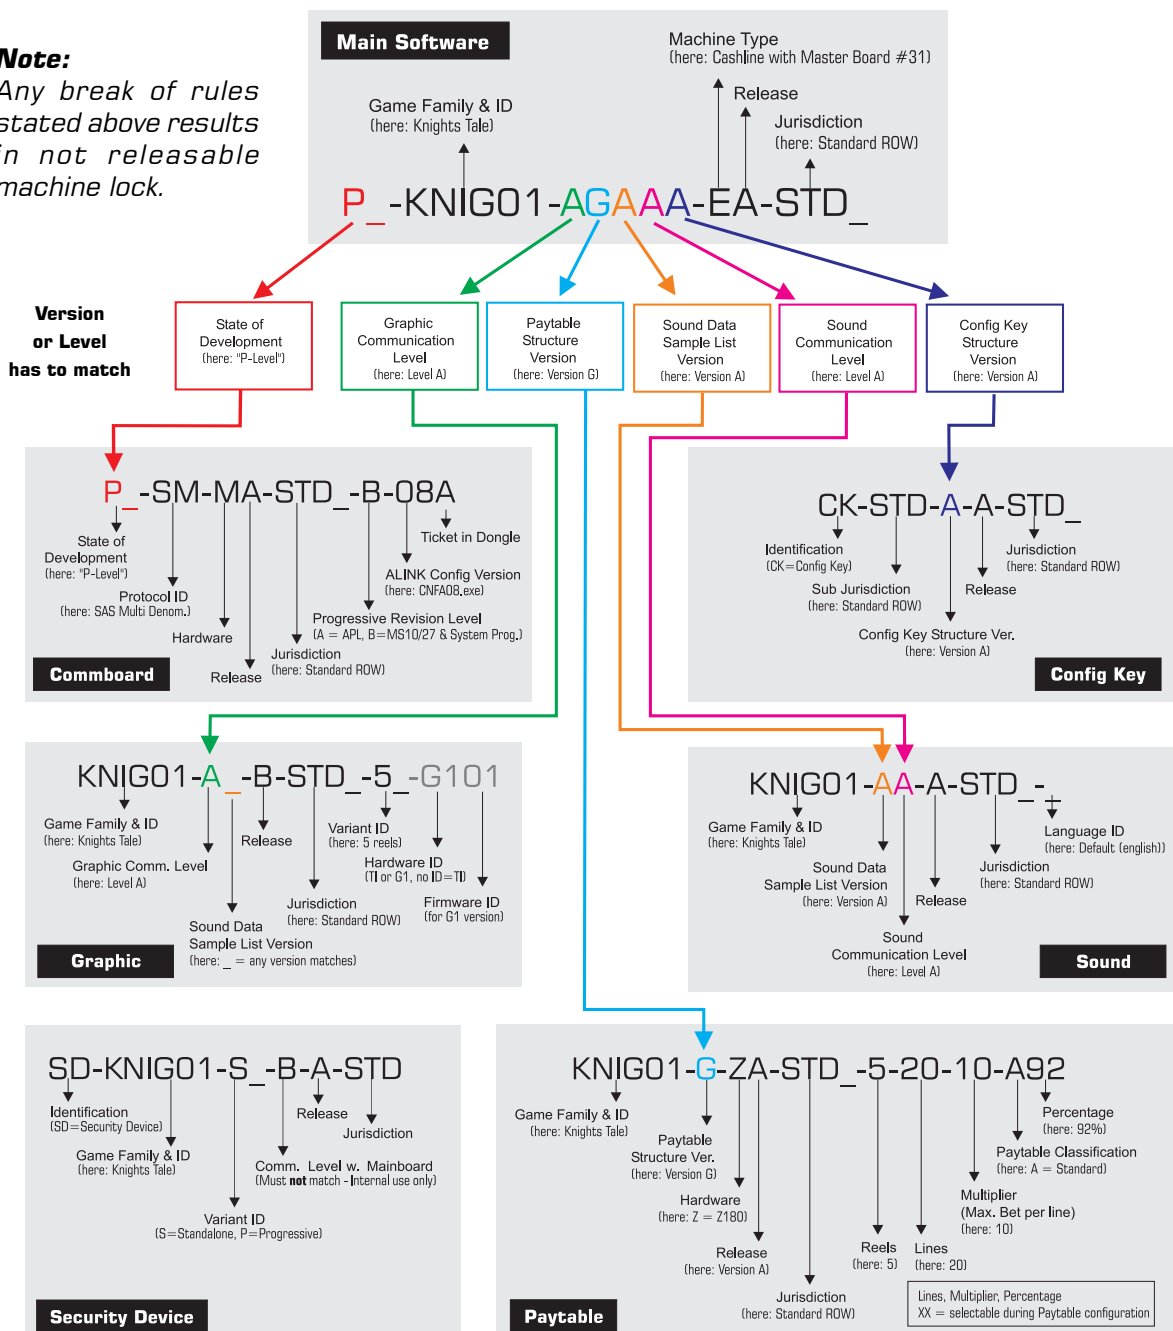 Note:
Any break of rules
stated above results
in not releasable
machine lock.
Main Software
Machine Type
(here: Cashline with Master Board #31)
Release
Game Family & ID
(here: Knights Tale)
Jurisdiction
(here: Standard ROW)
P_-KNIG01-AGAAA-EA-STD_
Version
or Level
has to match
State of
Development
(here: "P-Level")
Graphic
Communication
Level
(here: Level A)
Paytable
Structure
Version
(here: Version G)
Sound Data
Sample List
Version
(here: Version A)
Sound
Communication
Level
(here: Level A)
Config Key
Structure
Version
(here: Version A)
P_-SM-MA-STD_-B-08A
State of
Development
(here: "P-Level")
Ticket in Dongle
ALINK Config Version
(here: CNFA08.exe)
Protocol ID
(here: SAS Multi Denom.)
Progressive Revision Level
(A = APL, B=MS10/27 & System Prog.)
Hardware
Jurisdiction
(here: Standard ROW)
Release
Commboard
CK-STD-A-A-STD_
Identification
(CK=Config Key)
Jurisdiction
(here: Standard ROW)
Sub Jurisdiction
(here: Standard ROW)
Release
Config Key Structure Ver.
(here: Version A)
Config Key
KNIG01-A_-B-STD_-5_-G101
Game Family & ID
(here: Knights Tale)
Release
Variant ID
(here: 5 reels)
Graphic Comm. Level
(here: Level A)
Hardware ID
(TI or G1, no ID=TI)
Jurisdiction
(here: Standard ROW)
Firmware ID
(for G1 version)
Sound Data
Sample List Version
(here: _ = any version matches)
Graphic
KNIG01-AA-A-STD_-_
Game Family & ID
(here: Knights Tale)
Language ID
(here: Default (english))
Sound Data
Sample List Version
(here: Version A)
Jurisdiction
(here: Standard ROW)
Release
Sound
Communication Level
(here: Level A)
Sound
SD-KNIG01-S_-B-A-STD
Identification
(SD=Security Device)
Release
Jurisdiction
Game Family & ID
(here: Knights Tale)
Comm. Level w. Mainboard
(Must not match - Internal use only)
Variant ID
(S=Standalone, P=Progressive)
Security Device
KNIG01-G-ZA-STD_-5-20-10-A92
Game Family & ID
(here: Knights Tale)
Percentage
(here: 92%)
Paytable
Structure Ver.
(here: Version G)
Paytable Classification
(here: A = Standard)
Hardware
(here: Z = Z180)
Multiplier
(Max. Bet per line)
(here: 10)
Release
(here: Version A)
Reels
(here: 5)
Lines
(here: 20)
Jurisdiction
(here: Standard ROW)
Lines, Multiplier, Percentage
XX = selectable during Paytable configuration
Paytable